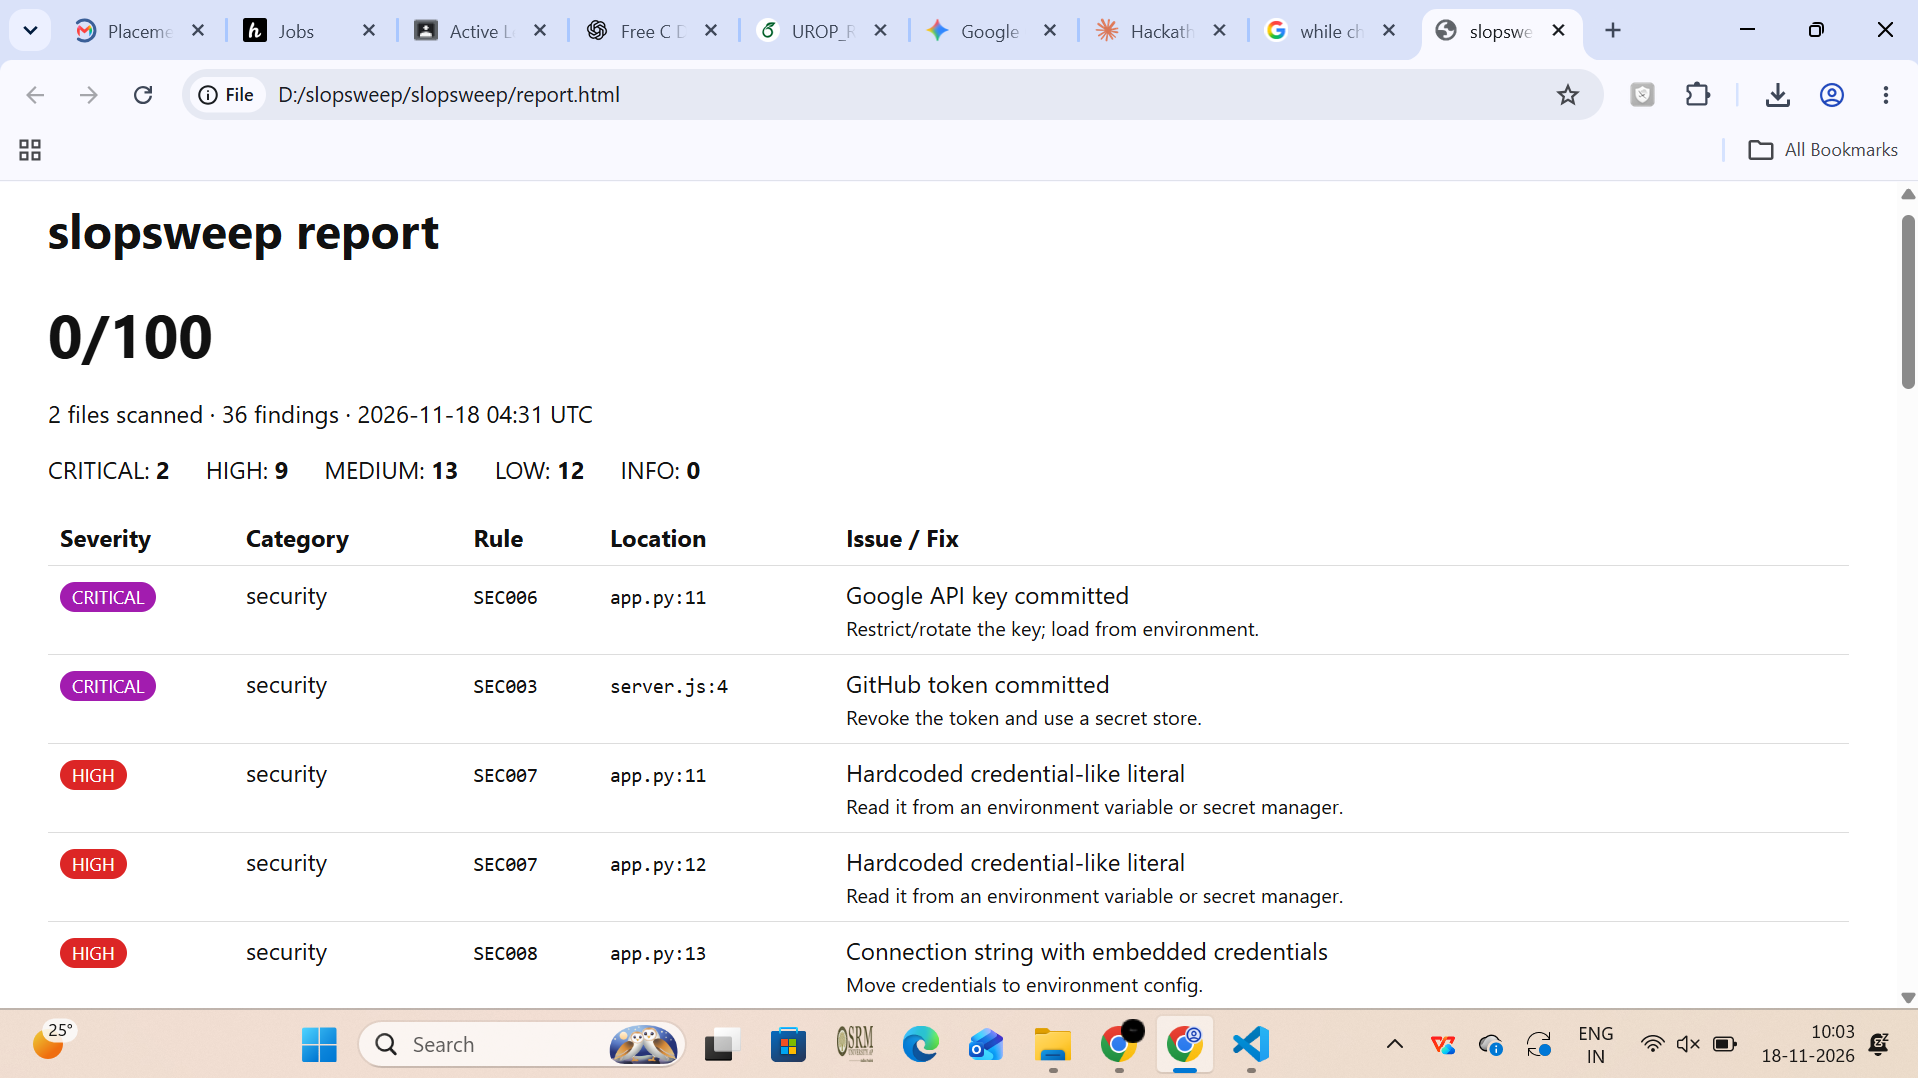 Placeme
Jobs
Active L
Free C D
UROP_R
Google
Hackath
while ch
slopswe
File
D:/slopsweep/slopsweep/report.html
All Bookmarks
slopsweep report
0/100
2 files scanned · 36 findings · 2026-11-18 04:31 UTC
CRITICAL: 2 HIGH: 9 MEDIUM: 13 LOW: 12 INFO: 0
Severity Category Rule Location Issue / Fix
CRITICAL security SEC006 app.py:11 Google API key committed
Restrict/rotate the key; load from environment.
CRITICAL security SEC003 server.js:4 GitHub token committed
Revoke the token and use a secret store.
HIGH security SEC007 app.py:11 Hardcoded credential-like literal
Read it from an environment variable or secret manager.
HIGH security SEC007 app.py:12 Hardcoded credential-like literal
Read it from an environment variable or secret manager.
HIGH security SEC008 app.py:13 Connection string with embedded credentials
Move credentials to environment config.
25°
Search
SRM
ENG
IN
10:03
18-11-2026